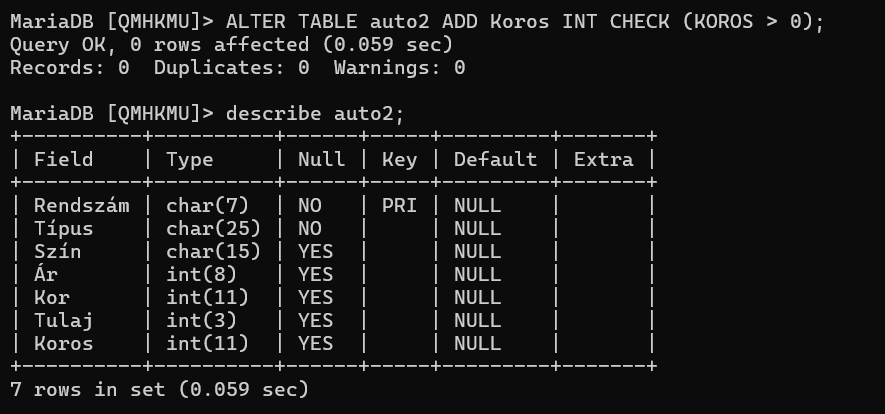 MariaDB [QMHKMU]> ALTER TABLE auto2 ADD Koros INT CHECK (KOROS > 0);
Query OK, 0 rows affected (0.059 sec)
Records: 0  Duplicates: 0  Warnings: 0

MariaDB [QMHKMU]> describe auto2;
+----------+----------+------+-----+---------+-------+
| Field    | Type     | Null | Key | Default | Extra |
+----------+----------+------+-----+---------+-------+
| Rendszám | char(7)  | NO   | PRI | NULL    |       |
| Típus    | char(25) | NO   |     | NULL    |       |
| Szín     | char(15) | YES  |     | NULL    |       |
| Ár       | int(8)   | YES  |     | NULL    |       |
| Kor      | int(11)  | YES  |     | NULL    |       |
| Tulaj    | int(3)   | YES  |     | NULL    |       |
| Koros    | int(11)  | YES  |     | NULL    |       |
+----------+----------+------+-----+---------+-------+
7 rows in set (0.059 sec)